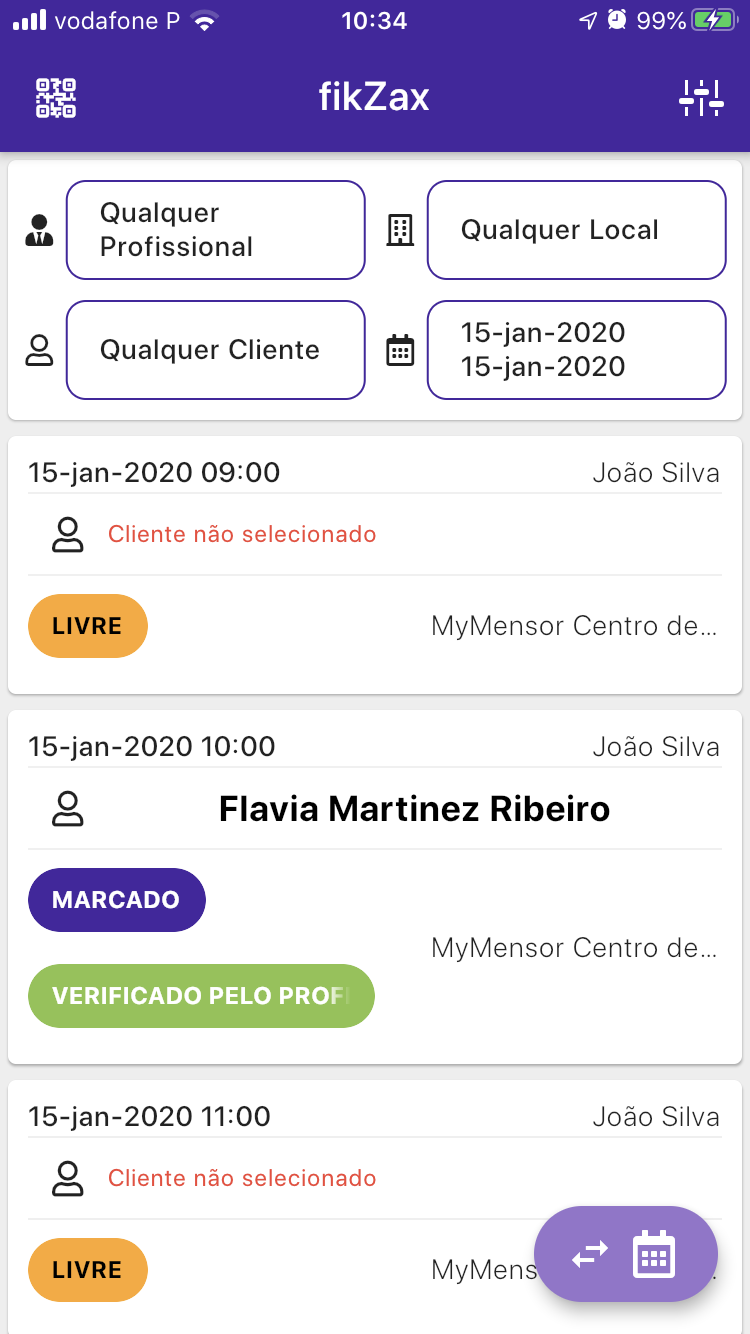 vodafone P 10:34 99%
fikZax
Qualquer
Profissional
Qualquer Local
Qualquer Cliente
15-jan-2020
15-jan-2020
15-jan-2020 09:00 João Silva
Cliente não selecionado
LIVRE MyMensor Centro de...
15-jan-2020 10:00 João Silva
Flavia Martinez Ribeiro
MARCADO
MyMensor Centro de...
VERIFICADO PELO PROF
15-jan-2020 11:00 João Silva
Cliente não selecionado
LIVRE MyMens